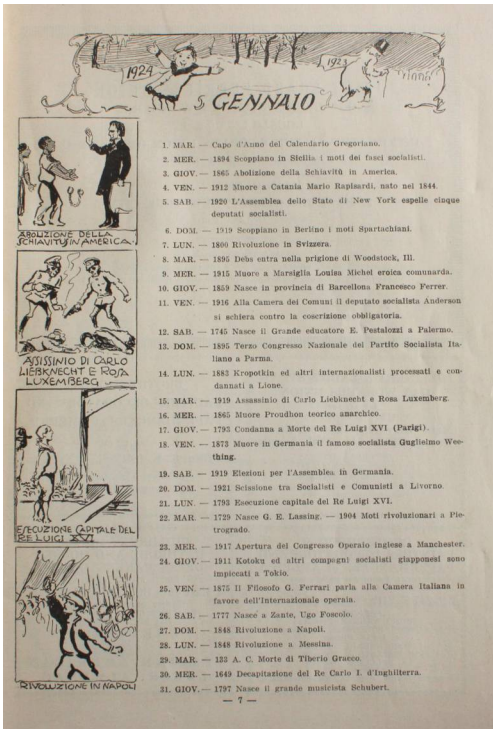 1924
1923
GENNAIO
ABOLIZIONE DELLA
SCHIAVITÙ IN AMERICA.
ASSISSINIO DI CARLO
LIEBKNECHT E ROSA
LUXEMBERG
ESECUZIONE CAPITALE DEL
RE LUIGI XVI
RIVOLUZIONE IN NAPOLI
1. MAR. — Capo d'Anno del Calendario Gregoriano.
2. MER. — 1894 Scoppiano in Sicilia i moti dei fasci socialisti.
3. GIOV. — 1865 Abolizione della Schiavitù in America.
4. VEN. — 1912 Muore a Catania Mario Rapisardi, nato nel 1844.
5. SAB. — 1920 L'Assemblea dello Stato di New York espelle cinque
deputati socialisti.
6. DOM. — 1919 Scoppiano in Berlino i moti Spartachiani.
7. LUN. — 1800 Rivoluzione in Svizzera.
8. MAR. — 1895 Debs entra nella prigione di Woodstock, Ill.
9. MER. — 1915 Muore a Marsiglia Louisa Michel eroica comunarda.
10. GIOV. — 1859 Nasce in provincia di Barcellona Francesco Ferrer.
11. VEN. — 1916 Alla Camera dei Comuni il deputato socialista Anderson
si schiera contro la coscrizione obbligatoria.
12. SAB. — 1745 Nasce il Grande educatore E. Pestalozzi a Palermo.
13. DOM. — 1895 Terzo Congresso Nazionale del Partito Socialista Ita-
liano a Parma.
14. LUN. — 1883 Kropotkin ed altri internazionalisti processati e con-
dannati a Lione.
15. MAR. — 1919 Assassinio di Carlo Liebknecht e Rosa Luxemberg.
16. MER. — 1865 Muore Proudhon teorico anarchico.
17. GIOV. — 1793 Condanna a Morte del Re Luigi XVI (Parigi).
18. VEN. — 1873 Muore in Germania il famoso socialista Guglielmo Wee-
thing.
19. SAB. — 1919 Elezioni per l'Assemblea in Germania.
20. DOM. — 1921 Scissione tra Socialisti e Comunisti a Livorno.
21. LUN. — 1793 Esecuzione capitale del Re Luigi XVI.
22. MAR. — 1729 Nasce G. E. Lassing. — 1904 Moti rivoluzionari a Pie-
trogrado.
23. MER. — 1917 Apertura del Congresso Operaio inglese a Manchester.
24. GIOV. — 1911 Kotoku ed altri compagni socialisti giapponesi sono
impiccati a Tokio.
25. VEN. — 1875 Il Filosofo G. Ferrari parla alla Camera Italiana in
favore dell'Internazionale operaia.
26. SAB. — 1777 Nasce a Zante, Ugo Foscolo.
27. DOM. — 1848 Rivoluzione a Napoli.
28. LUN. — 1848 Rivoluzione a Messina.
29. MAR. — 133 A. C. Morte di Tiberio Gracco.
30. MER. — 1649 Decapitazione del Re Carlo I. d'Inghilterra.
31. GIOV. — 1797 Nasce il grande musicista Schubert.
— 7 —